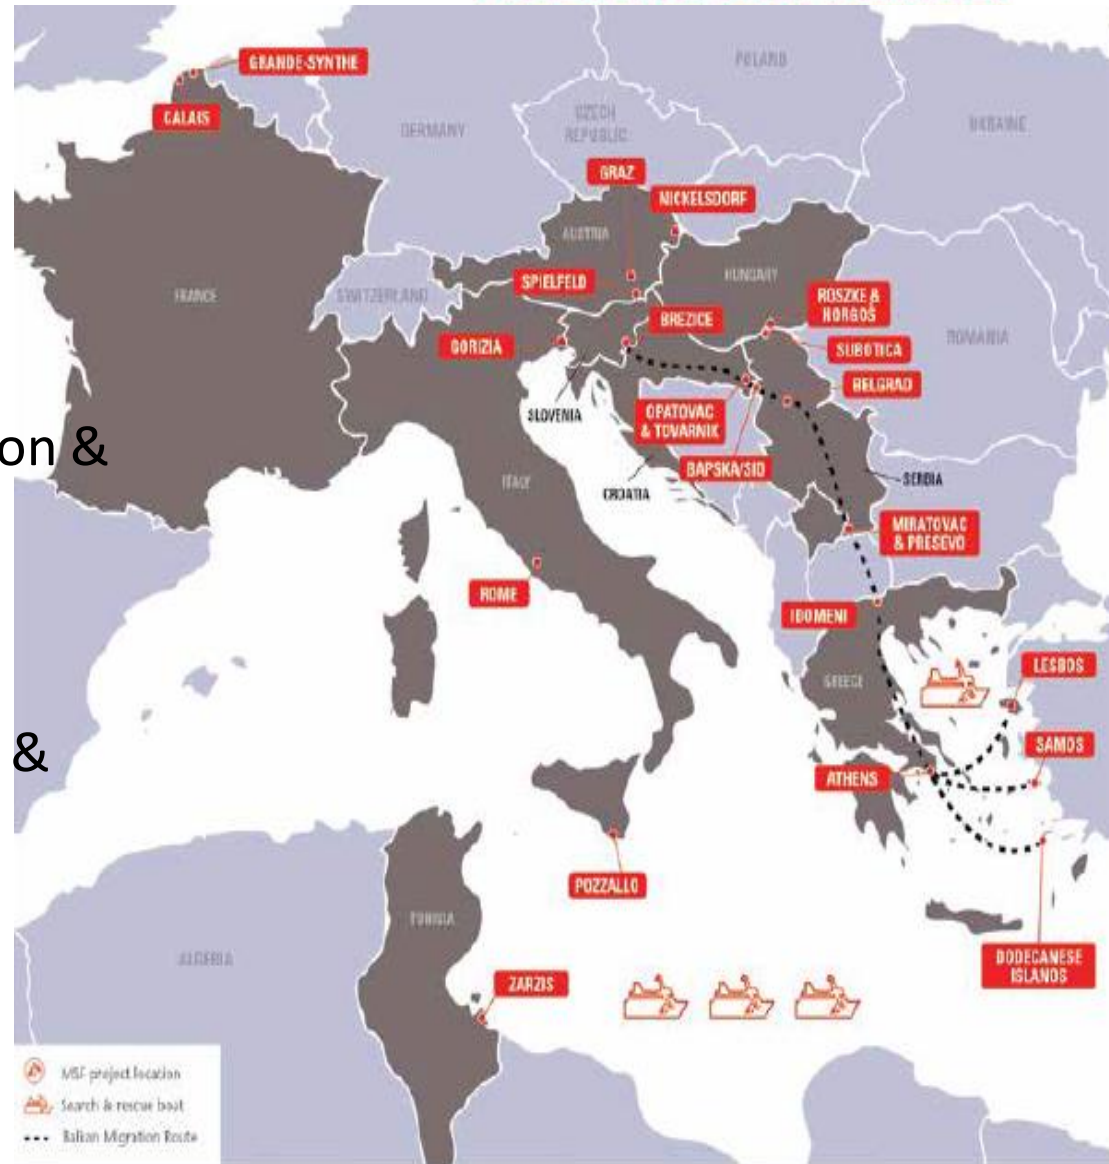 GRANDE-SYNTHE
CALAIS
POLAND
CZECH
REPUBLIC
GERMANY
UKRAINE
GRAZ
NICKELSDORF
AUSTRIA
HUNGARY
SPIELFELD
FRANCE
SWITZERLAND
ROSZKE &
HORGOŠ
BREZICE
ROMANIA
GORIZIA
SUBOTICA
BELGRAD
SLOVENIA
OPATOVAC
& TOVARNIK
on &
BAPSKA/SID
ITALY
CROATIA
SERBIA
MIRATOVAC
& PRESEVO
ROME
IDOMENI
LESBOS
GREECE
&
SAMOS
ATHENS
POZZALLO
TUNISIA
ALGERIA
DODECANESE
ISLANDS
ZARZIS
MSF project location
Search & rescue boat
Balkan Migration Route